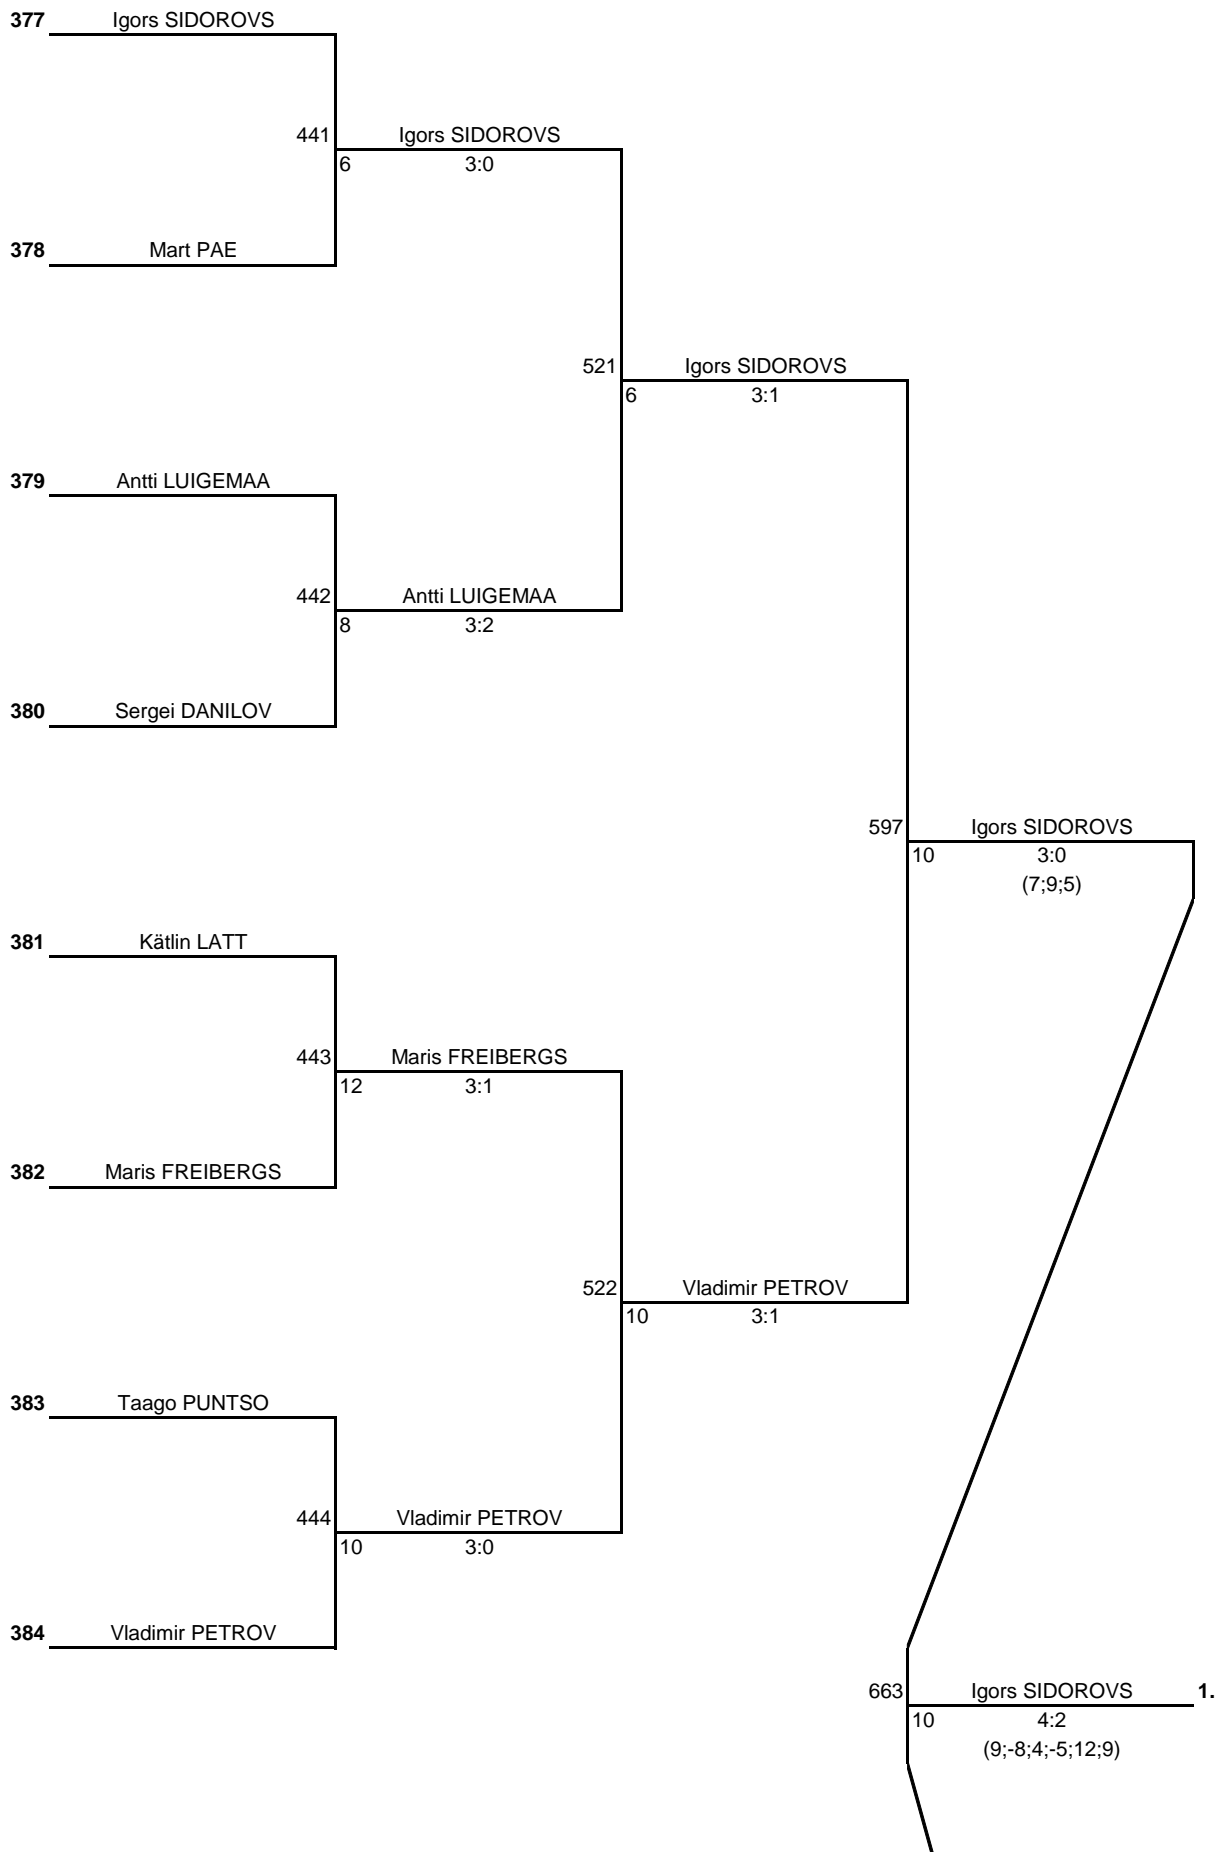 377 Igors SIDOROVS
441 Igors SIDOROVS
6 3:0
378 Mart PAE
521 Igors SIDOROVS
6 3:1
379 Antti LUIGEMAA
442 Antti LUIGEMAA
8 3:2
380 Sergei DANILOV
597 Igors SIDOROVS
10 3:0
(7;9;5)
381 Kätlin LATT
443 Maris FREIBERGS
12 3:1
382 Maris FREIBERGS
522 Vladimir PETROV
10 3:1
383 Taago PUNTSO
444 Vladimir PETROV
10 3:0
384 Vladimir PETROV
663 Igors SIDOROVS 1.
10 4:2
(9;-8;4;-5;12;9)